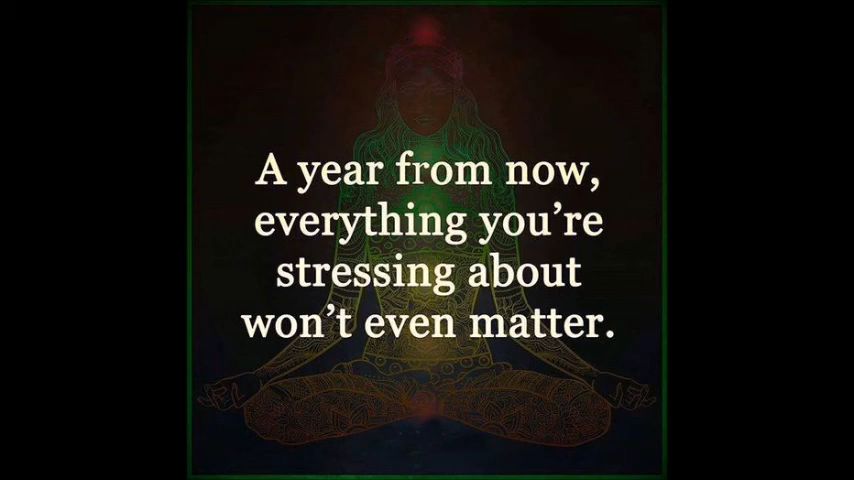 A year from now,
everything you’re
stressing about
won’t even matter.